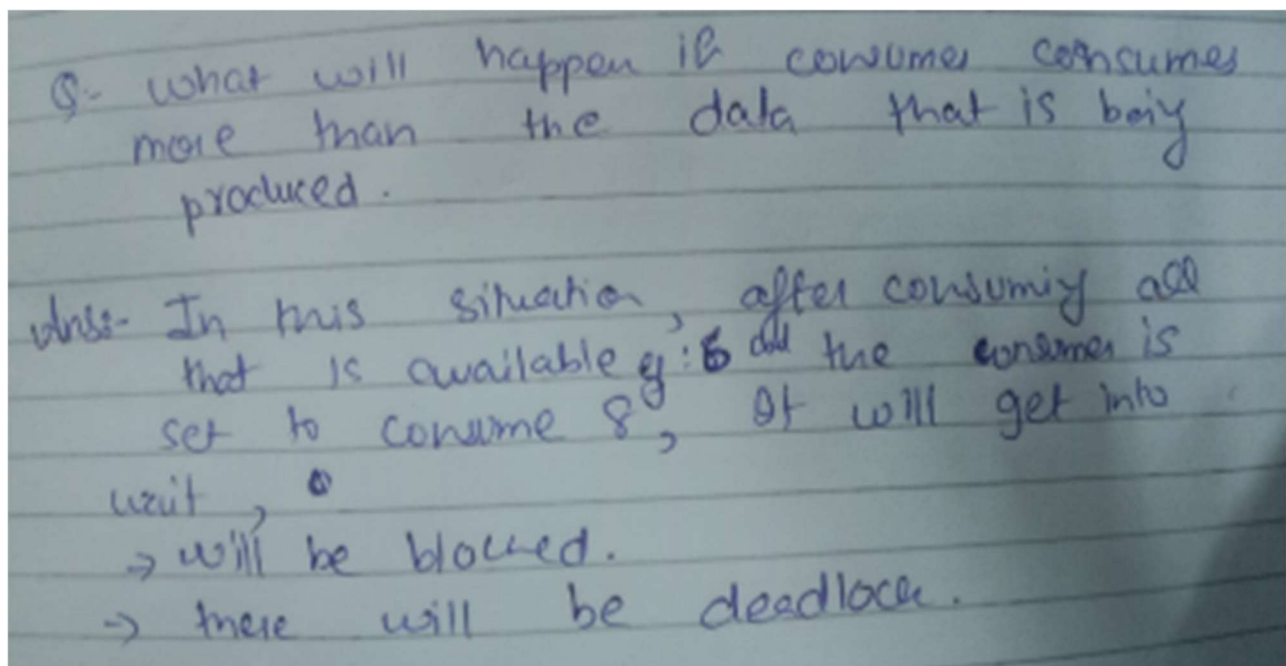 Q:- what will happen if consumer consumes
more than the data that is being
produced.
Ans:- In this situation, after consuming all
that is available eg: 5 the consumer is
set to consume 8, It will get into
wait,
→ will be blocked.
→ there will be deadlock.